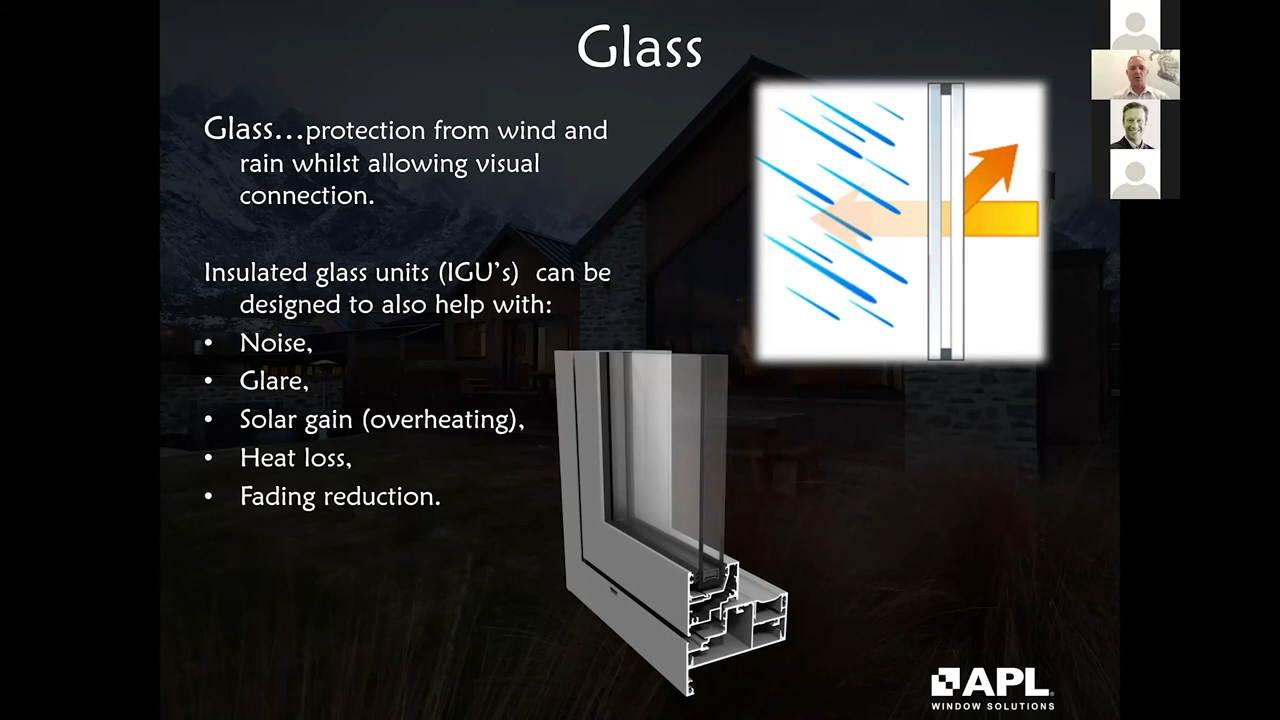 Glass
Glass...protection from wind and
rain whilst allowing visual
connection.
Insulated glass units (IGU's) can be
designed to also help with:
• Noise,
• Glare,
• Solar gain (overheating),
• Heat loss,
• Fading reduction.
APL
WINDOW SOLUTIONS